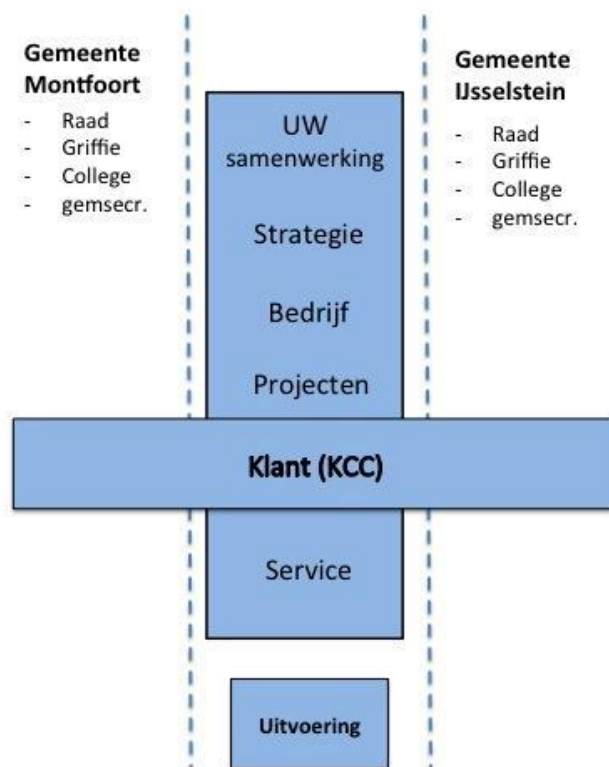 Gemeente
Montfoort
- Raad
- Griffie
- College
- gemsecr.
UW
samenwerking
Strategie
Bedrijf
Projecten
Gemeente
IJsselstein
- Raad
- Griffie
- College
- gemsecr.
Klant (KCC)
Service
Uitvoering